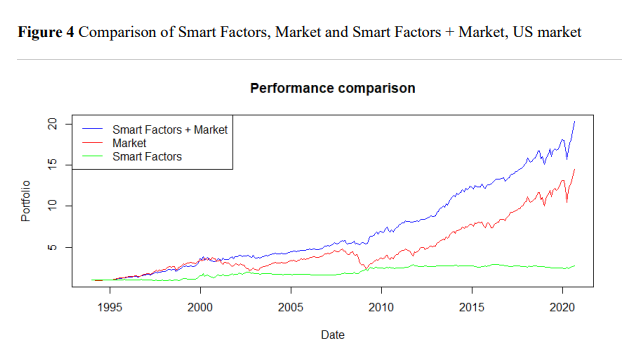 Figure 4 Comparison of Smart Factors, Market and Smart Factors + Market, US market
Performance comparison
Smart Factors + Market
Market
Smart Factors
Portfolio
20
15
10
5
1995 2000 2005 2010 2015 2020
Date